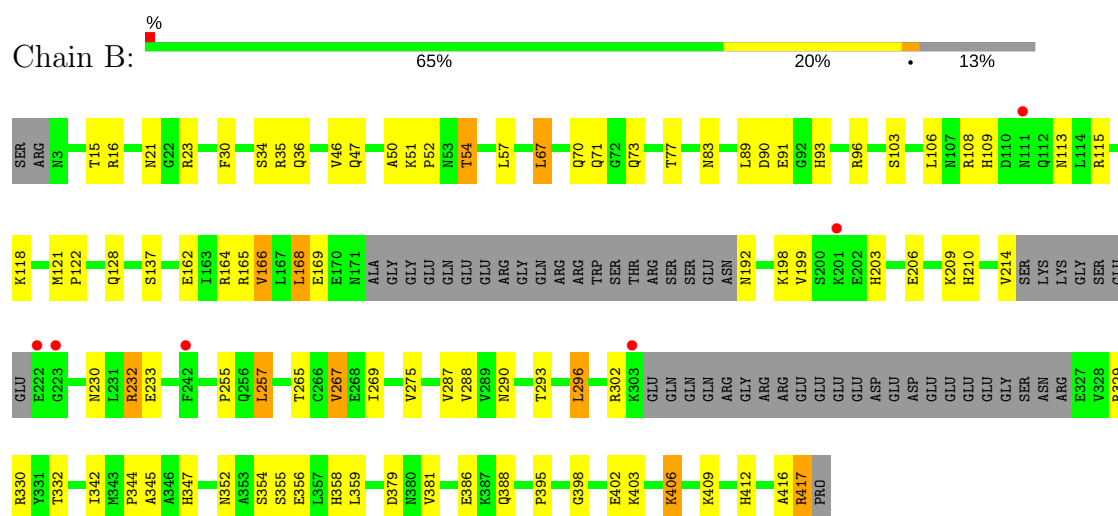 %
Chain B:
65% 20% • 13%
SER ARG N3 T15 R16 N21 G22 R23 F30 S34 R35 Q36 V46 Q47 A50 K51 P52 N53 T54 L57 L67 Q70 Q71 G72 Q73 T77 N83 L89 D90 E91 G92 H93 R96 S103 L106 N107 R108 H109 D110 N111 Q112 N113 L114 R115
K118 M121 P122 Q128 S137 E162 I163 R164 R165 V166 L167 L168 E169 E170 N171 ALA GLY GLY GLU GLN GLU GLU ARG GLY GLN ARG ARG TRP SER THR ARG SER SER GLU ASN N192 K198 V199 S200 K201 E202 H203 E206 K209 H210 V214 SER LYS LYS GLY SER GLU
GLU E222 G223 N230 L231 R232 E233 F242 P255 Q256 L257 T265 C266 V267 E268 I269 V275 V287 V288 V289 N290 T293 L296 R302 K303 GLU GLN GLN GLN ARG GLY ARG ARG GLU GLU GLU GLU ASP GLU ASP GLU GLU GLU GLU GLY SER ASN ARG E327 V328 R329
R330 Y331 T332 I342 M343 P344 A345 A346 H347 N352 A353 S354 S355 E356 L357 H358 L359 D379 N380 V381 E386 K387 Q388 P395 G398 E402 K403 K406 K409 H412 A416 R417 PRO